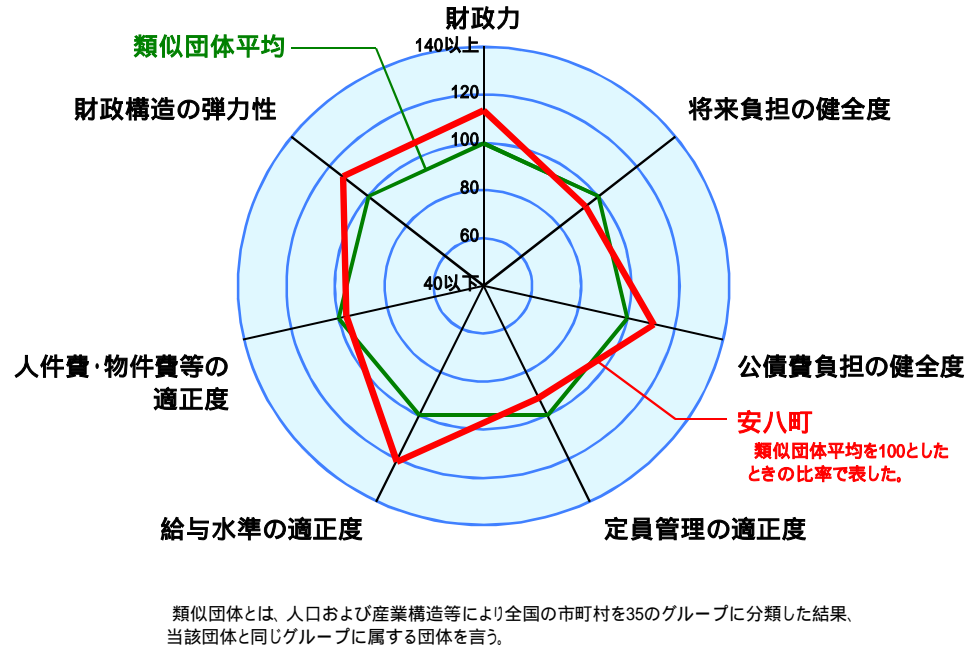 財政力
類似団体平均
140以上
120
財政構造の弾力性
将来負担の健全度
100
80
60
40以下
人件費・物件費等の
適正度
公債費負担の健全度
安八町
類似団体平均を100とした
ときの比率で表した。
給与水準の適正度
定員管理の適正度
類似団体とは、人口および産業構造等により全国の市町村を35のグループに分類した結果、
当該団体と同じグループに属する団体を言う。